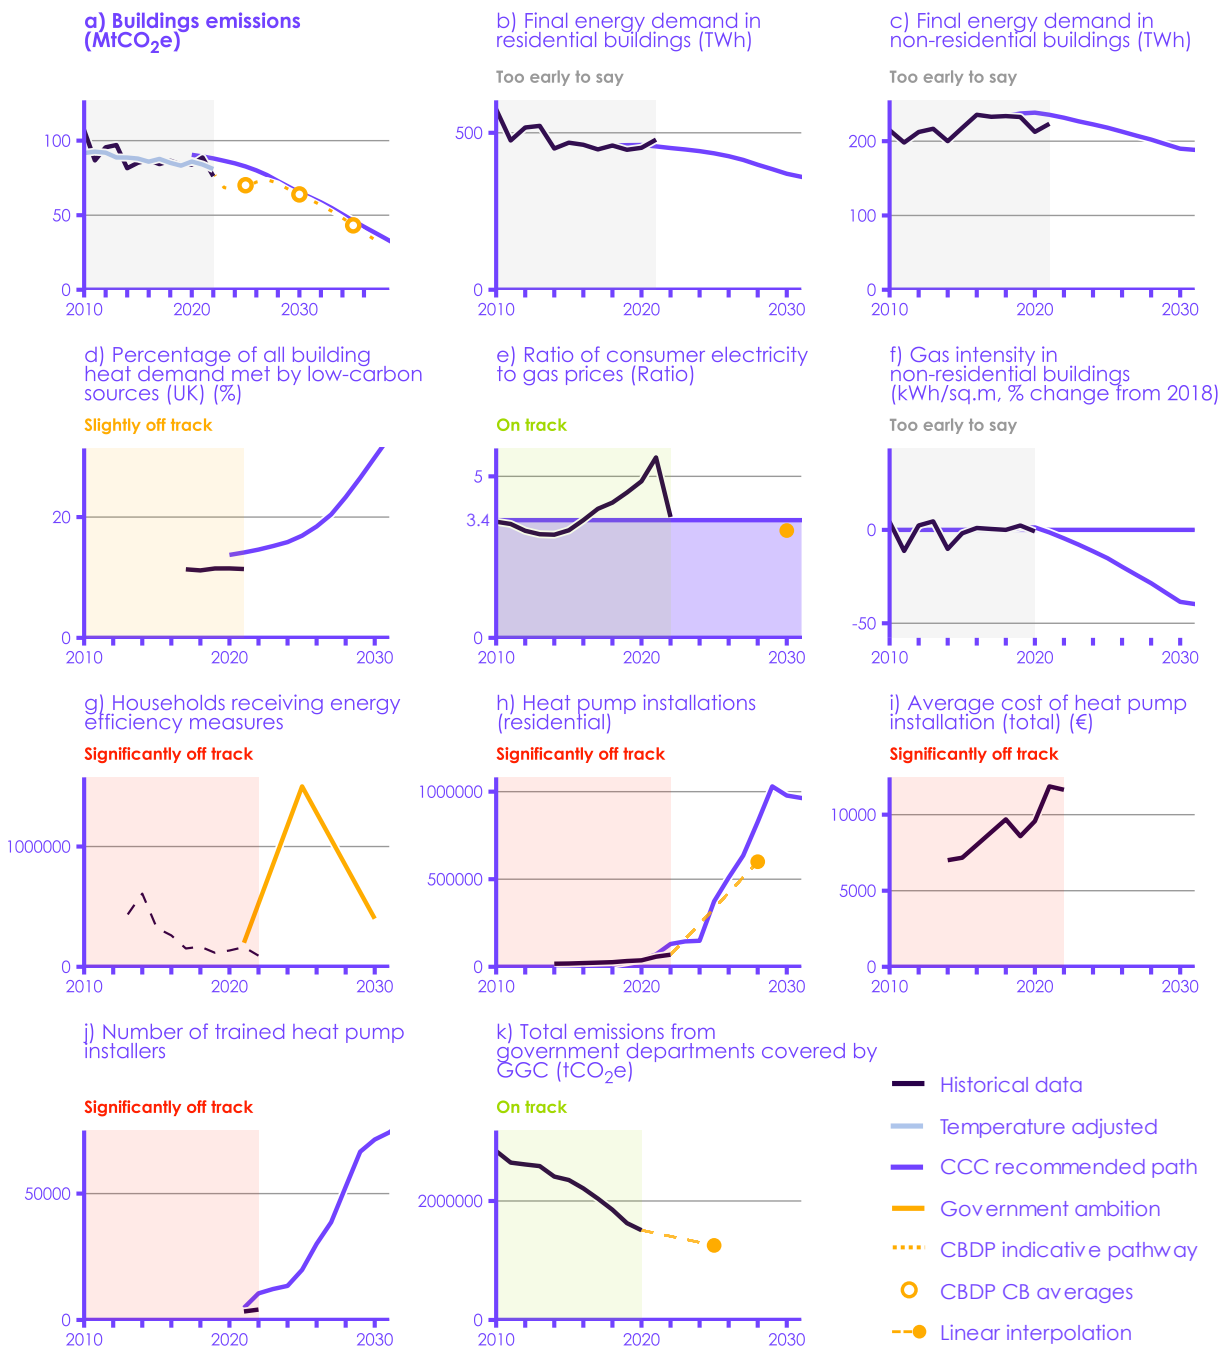 a) Buildings emissions
(MtCO2e)
100
50
0
2010
2020
2030
b) Final energy demand in
residential buildings (TWh)
Too early to say
500
0
2010
2020
2030
c) Final energy demand in
non-residential buildings (TWh)
Too early to say
200
100
0
2010
2020
2030
d) Percentage of all building
heat demand met by low-carbon
sources (UK) (%)
Slightly off track
20
0
2010
2020
2030
e) Ratio of consumer electricity
to gas prices (Ratio)
On track
5
3.4
0
2010
2020
2030
f) Gas intensity in
non-residential buildings
(kWh/sq.m, % change from 2018)
Too early to say
0
-50
2010
2020
2030
g) Households receiving energy
efficiency measures
Significantly off track
1000000
0
2010
2020
2030
h) Heat pump installations
(residential)
Significantly off track
1000000
500000
0
2010
2020
2030
i) Average cost of heat pump
installation (total) (€)
Significantly off track
10000
5000
0
2010
2020
2030
j) Number of trained heat pump
installers
Significantly off track
50000
0
2010
2020
2030
k) Total emissions from
government departments covered by
GGC (tCO2e)
On track
2000000
0
2010
2020
2030
Historical data
Temperature adjusted
CCC recommended path
Government ambition
CBDP indicative pathway
CBDP CB averages
Linear interpolation